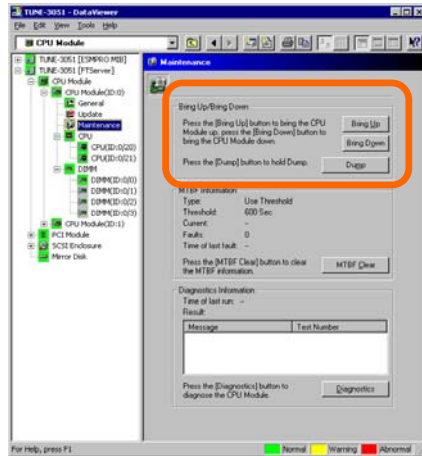 TUNE-3051 - DataViewer
File Edit View Tools Help
CPU Module
TUNE-3051 [ESMPRO MIB]
TUNE-3051 [FTServer]
CPU Module
CPU Module(ID:0)
General
Update
Maintenance
CPU
CPU(ID:0/20)
CPU(ID:0/21)
DIMM
DIMM(ID:0/0)
DIMM(ID:0/1)
DIMM(ID:0/2)
DIMM(ID:0/3)
CPU Module(ID:1)
PCI Module
SCSI Enclosure
Mirror Disk
Maintenance
Bring Up/Bring Down
Press the [Bring Up] button to bring the CPU
Module up, press the [Bring Down] button to
bring the CPU Module down.
Bring Up
Bring Down
Press the [Dump] button to hold Dump.
Dump
MTBF Information
Type: Use Threshold
Threshold: 600 Sec
Current: -
Faults: 0
Time of last fault: -
Press the [MTBF Clear] button to clear
the MTBF information.
MTBF Clear
Diagnostics Information
Time of last run: -
Result:
Message Test Number
Press the [Diagnostics] button to
diagnose the CPU Module.
Diagnostics
For Help, press F1
Normal Warning Abnormal